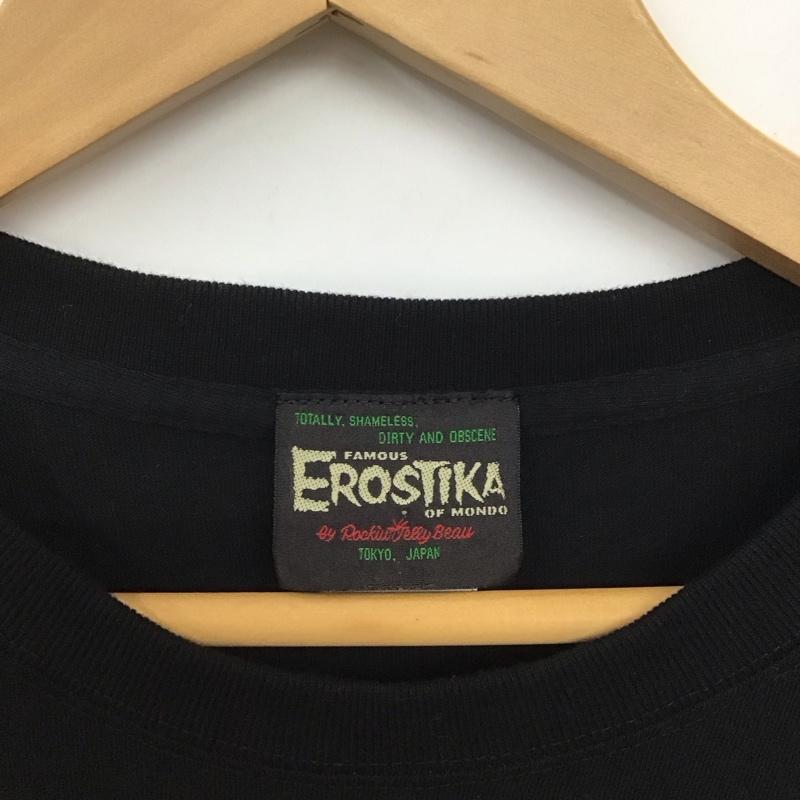 TOTALLY, SHAMELESS,
DIRTY AND OBSCENE
FAMOUS
EROSTIKA
OF MONDO
by Rockin'Jelly Bean
TOKYO, JAPAN